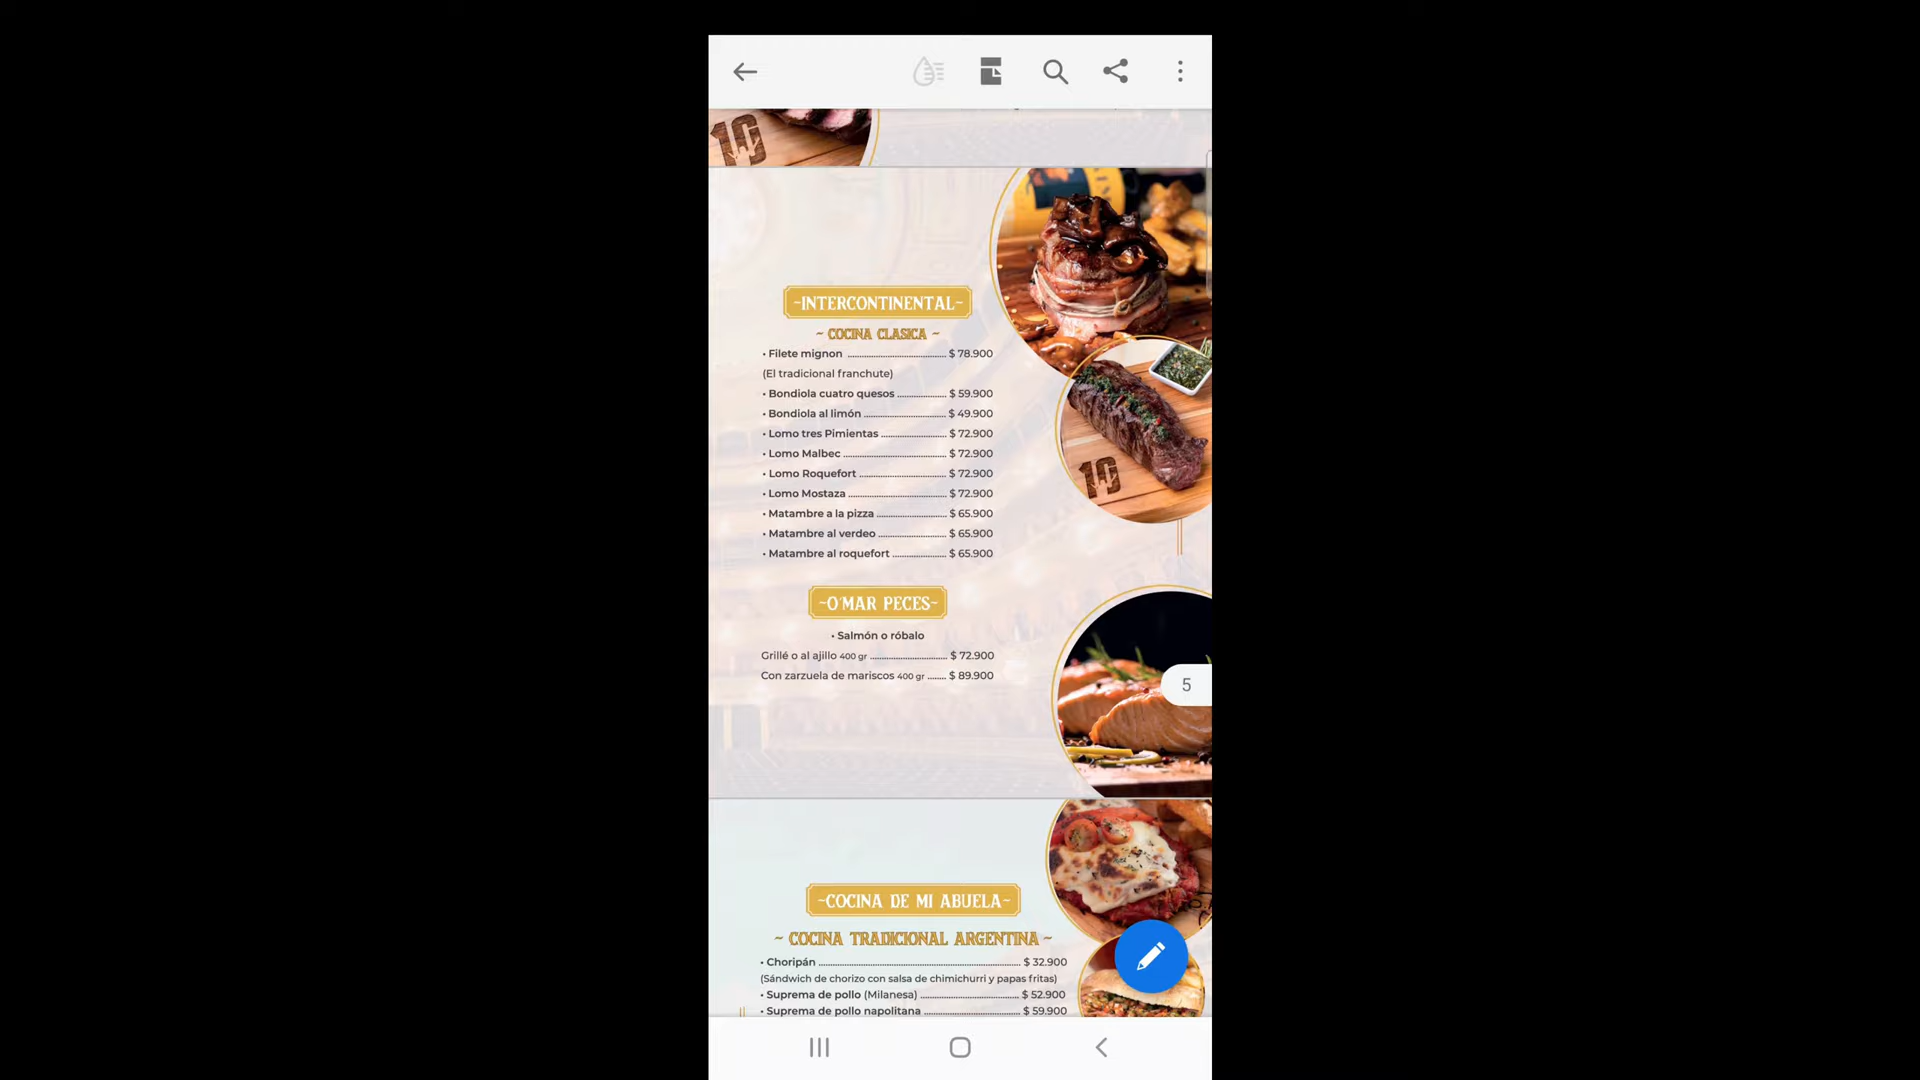 10
~INTERCONTINENTAL~
~ COCINA CLASICA ~
• Filete mignon ........ $ 78.900
(El tradicional franchute)
• Bondiola cuatro quesos ........ $ 59.900
• Bondiola al limón ........ $ 49.900
• Lomo tres Pimientas ........ $ 72.900
• Lomo Malbec ........ $ 72.900
• Lomo Roquefort ........ $ 72.900
• Lomo Mostaza ........ $ 72.900
• Matambre a la pizza ........ $ 65.900
• Matambre al verdeo ........ $ 65.900
• Matambre al roquefort ........ $ 65.900
10
~O'MAR PECES~
• Salmón o róbalo
Grillé o al ajillo 400 gr ........ $ 72.900
Con zarzuela de mariscos 400 gr ........ $ 89.900
5
~COCINA DE MI ABUELA~
~ COCINA TRADICIONAL ARGENTINA ~
• Choripán ........ $ 32.900
(Sándwich de chorizo con salsa de chimichurri y papas fritas)
• Suprema de pollo (Milanesa) ........ $ 52.900
• Suprema de pollo napolitana ........ $ 59.900